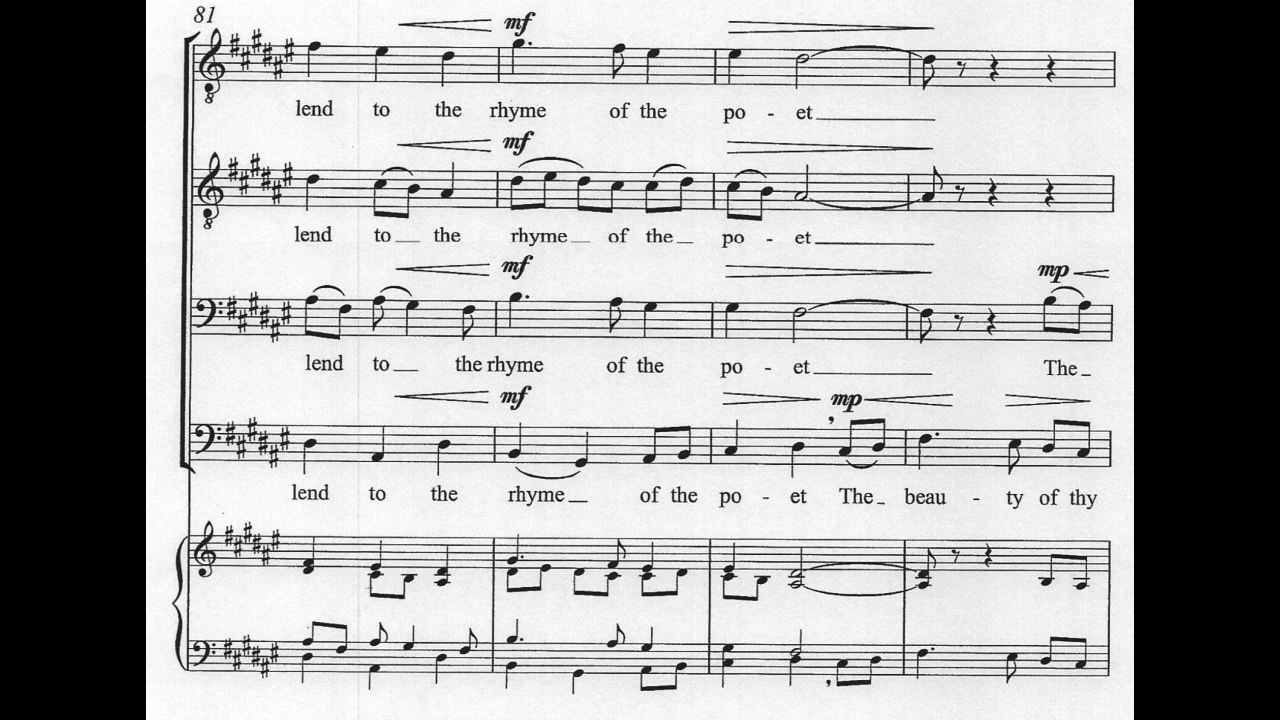 81
mf
lend to the rhyme of the po - et
mf
lend to the rhyme of the po - et
mf mp
lend to the rhyme of the po - et The
mf mp
lend to the rhyme of the po - et The beau - ty of thy